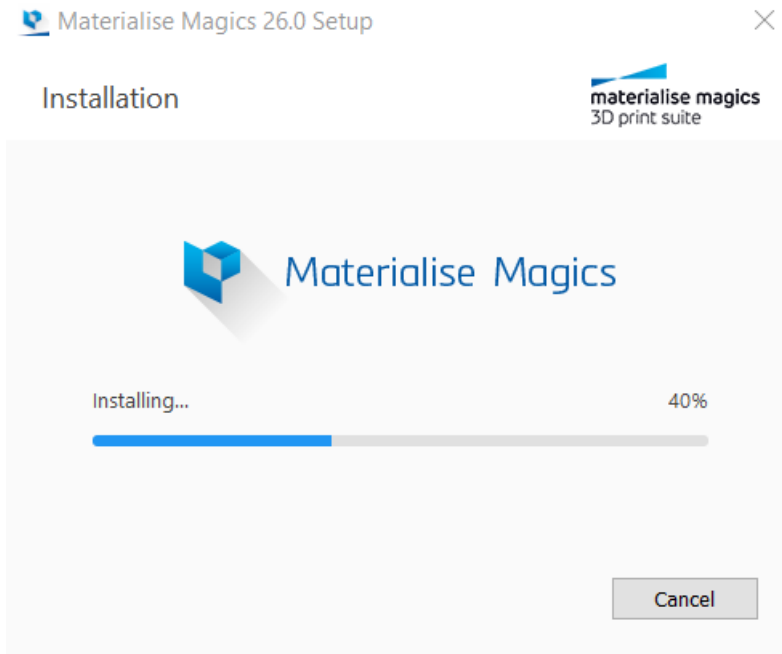 Materialise Magics 26.0 Setup
Installation
materialise magics
3D print suite
Materialise Magics
Installing... 40%
Cancel